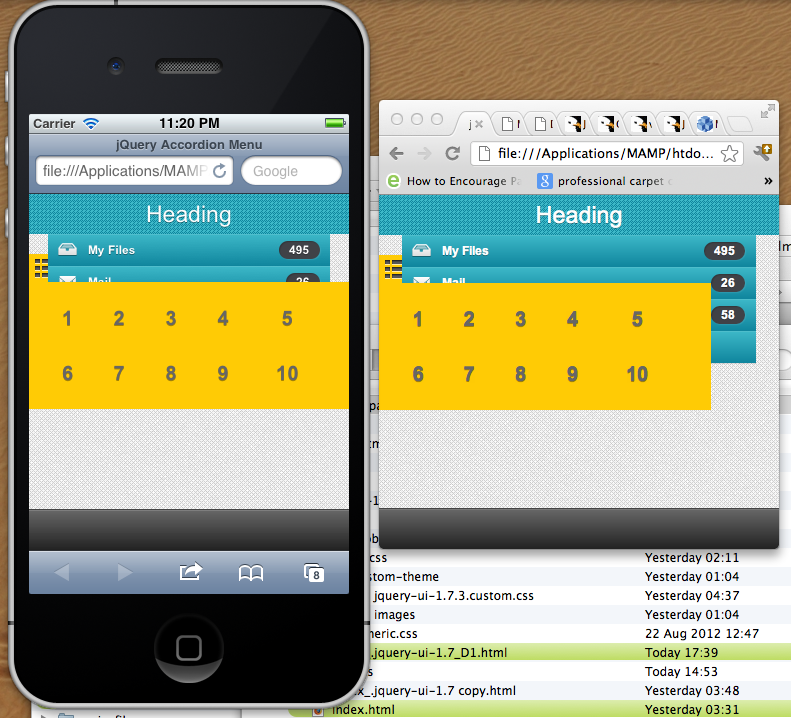 Carrier 11:20 PM
jQuery Accordion Menu
file:///Applications/MAMP
Google
Heading
My Files 495
Mail 26
1 2 3 4 5
6 7 8 9 10
8
file:///Applications/MAMP/htdo...
How to Encourage
professional carpet
»
Heading
My Files 495
Mail 26
58
1 2 3 4 5
6 7 8 9 10
css Yesterday 02:11
stom-theme Yesterday 01:04
jquery-ui-1.7.3.custom.css Yesterday 04:37
images Yesterday 01:04
neric.css 22 Aug 2012 12:47
.jquery-ui-1.7_D1.html Today 17:39
s Today 14:53
x_.jquery-ui-1.7 copy.html Yesterday 03:48
index.html Yesterday 03:31